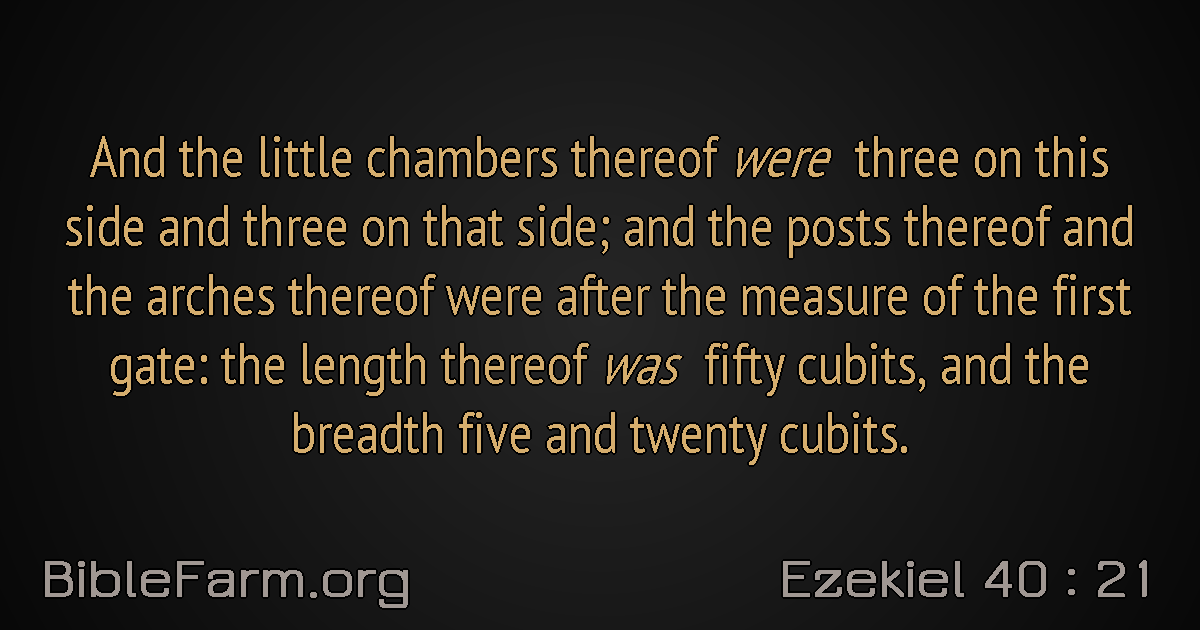 And the little chambers thereof were three on this
side and three on that side; and the posts thereof and
the arches thereof were after the measure of the first
gate: the length thereof was fifty cubits, and the
breadth five and twenty cubits.
BibleFarm.org
Ezekiel 40 : 21